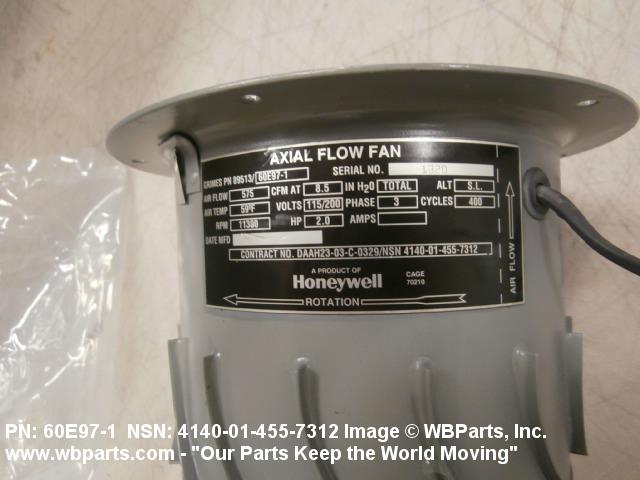 AXIAL FLOW FAN
GRIMES PN 89513/ 60E97-1 SERIAL NO. 1320
AIR FLOW 575 CFM AT 8.5 IN H2O TOTAL ALT S.L.
AIR TEMP 59°F VOLTS 115/200 PHASE 3 CYCLES 400
RPM 11300 HP 2.0 AMPS
DATE MFD
CONTRACT NO. DAAH23-03-C-0329/NSN 4140-01-455-7312
A PRODUCT OF
Honeywell
CAGE
70210
ROTATION
AIR FLOW
PN: 60E97-1 NSN: 4140-01-455-7312 Image © WBParts, Inc.
www.wbparts.com - "Our Parts Keep the World Moving"